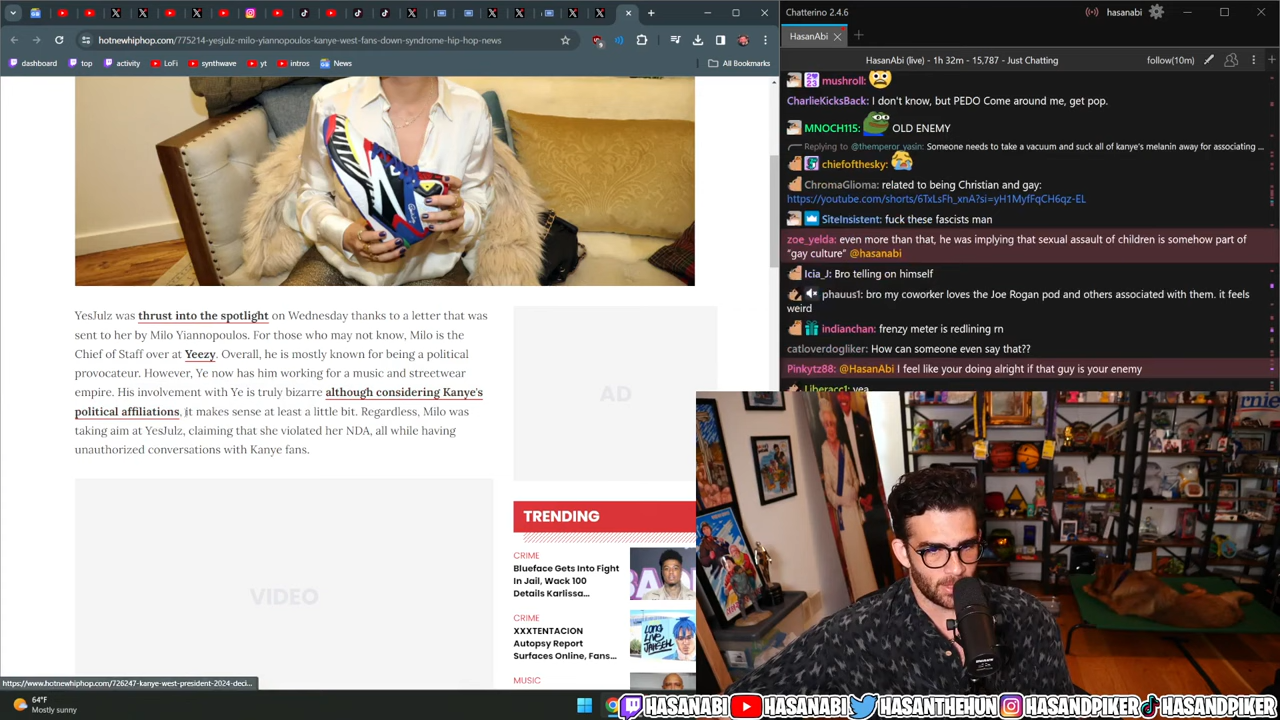 hotnewhiphop.com/775214-yesjulz-milo-yiannopoulos-kanye-west-fans-down-syndrome-hip-hop-news
dashboard
top
activity
LoFi
synthwave
yt
intros
News
All Bookmarks
YesJulz was thrust into the spotlight on Wednesday thanks to a letter that was
sent to her by Milo Yiannopoulos. For those who may not know, Milo is the
Chief of Staff over at Yeezy. Overall, he is mostly known for being a political
provocateur. However, Ye now has him working for a music and streetwear
empire. His involvement with Ye is truly bizarre although considering Kanye's
political affiliations, it makes sense at least a little bit. Regardless, Milo was
taking aim at YesJulz, claiming that she violated her NDA, all while having
unauthorized conversations with Kanye fans.
VIDEO
AD
TRENDING
CRIME
Blueface Gets Into Fight
In Jail, Wack 100
Details Karlissa...
CRIME
XXXTENTACION
Autopsy Report
Surfaces Online, Fans...
MUSIC
https://www.hotnewhiphop.com/726247-kanye-west-president-2024-deci...
64°F
Mostly sunny
Chatterino 2.4.6
hasanabi
HasanAbi
HasanAbi (live) - 1h 32m - 15,787 - Just Chatting
follow(10m)
mushroll:
CharlieKicksBack: I don't know, but PEDO Come around me, get pop.
MNOCH115: OLD ENEMY
Replying to @themperor_yasin: Someone needs to take a vacuum and suck all of kanye's melanin away for associating ...
chiefofthesky:
ChromaGlioma: related to being Christian and gay:
https://youtube.com/shorts/6TxLsFh_xnA?si=yH1MyfFqCH6qz-EL
SiteInsistent: fuck these fascists man
zoe_yelda: even more than that, he was implying that sexual assault of children is somehow part of
"gay culture" @hasanabi
Icia_J: Bro telling on himself
phauus1: bro my coworker loves the Joe Rogan pod and others associated with them. it feels
weird
indianchan: frenzy meter is redlining rn
catloverdogliker: How can someone even say that??
Pinkytz88: @HasanAbi I feel like your doing alright if that guy is your enemy
Liberacc1: yea
HASANABI
HASANABI
HASANTHEHUN
HASANDPIKER
HASANDPIKER